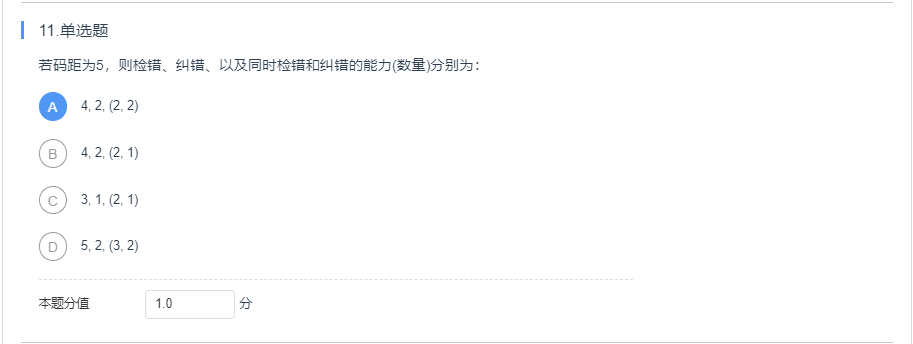 11.单选题
若码距为5，则检错、纠错、以及同时检错和纠错的能力(数量)分别为：
A 4, 2, (2, 2)
B 4, 2, (2, 1)
C 3, 1, (2, 1)
D 5, 2, (3, 2)
本题分值 1.0 分